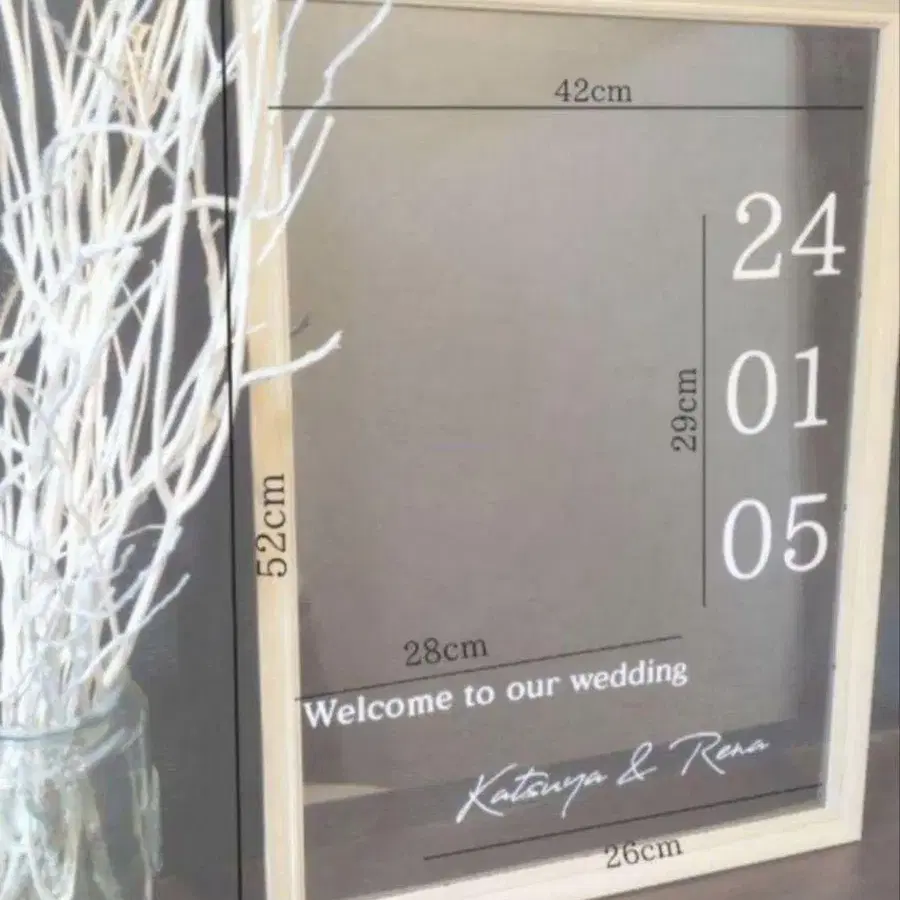 42cm
24
01
05
29cm
52cm
28cm
Welcome to our wedding
Katsuya & Rena
26cm